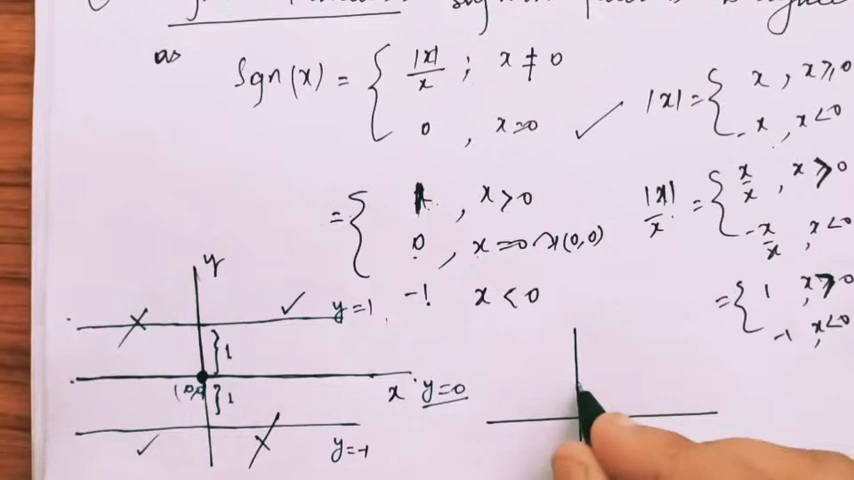 as
Sgn(x) = { |x|/x ; x ≠ 0
0 , x=0 ✓
|x| = { x , x⩾0
-x , x<0
= { 1 , x>0
0 , x=0 ↝ (0,0)
-1 x<0
|x|/x = { x/x , x⩾0
-x/x , x<0
= { 1 , x⩾0
-1 , x<0
y
y=1
1
x
y=0
(0,0)
1
y=-1